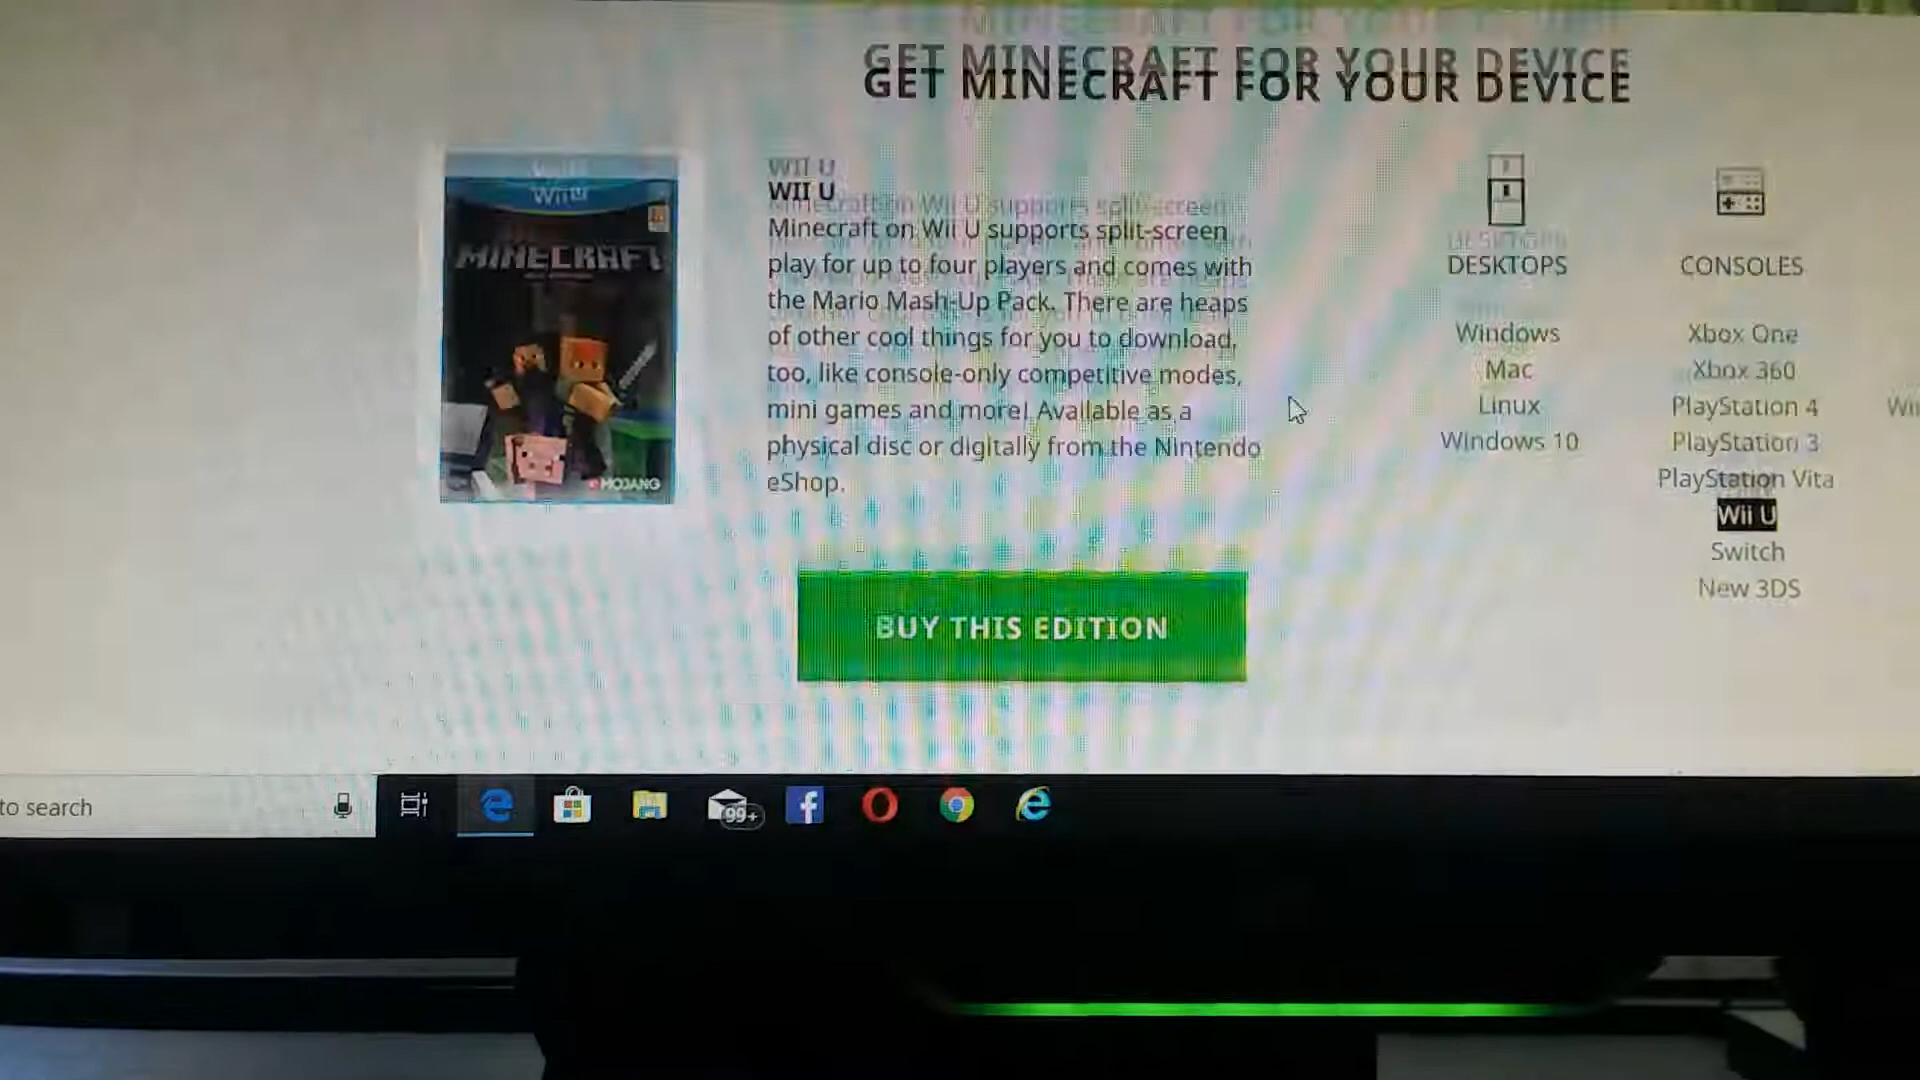 GET MINECRAFT FOR YOUR DEVICE
Wii U
MINECRAFT
MOJANG
WII U
Minecraft on Wii U supports split-screen
play for up to four players and comes with
the Mario Mash-Up Pack. There are heaps
of other cool things for you to download,
too, like console-only competitive modes,
mini games and more! Available as a
physical disc or digitally from the Nintendo
eShop.
BUY THIS EDITION
DESKTOPS
Windows
Mac
Linux
Windows 10
CONSOLES
Xbox One
Xbox 360
PlayStation 4
PlayStation 3
PlayStation Vita
Wii U
Switch
New 3DS
to search
99+